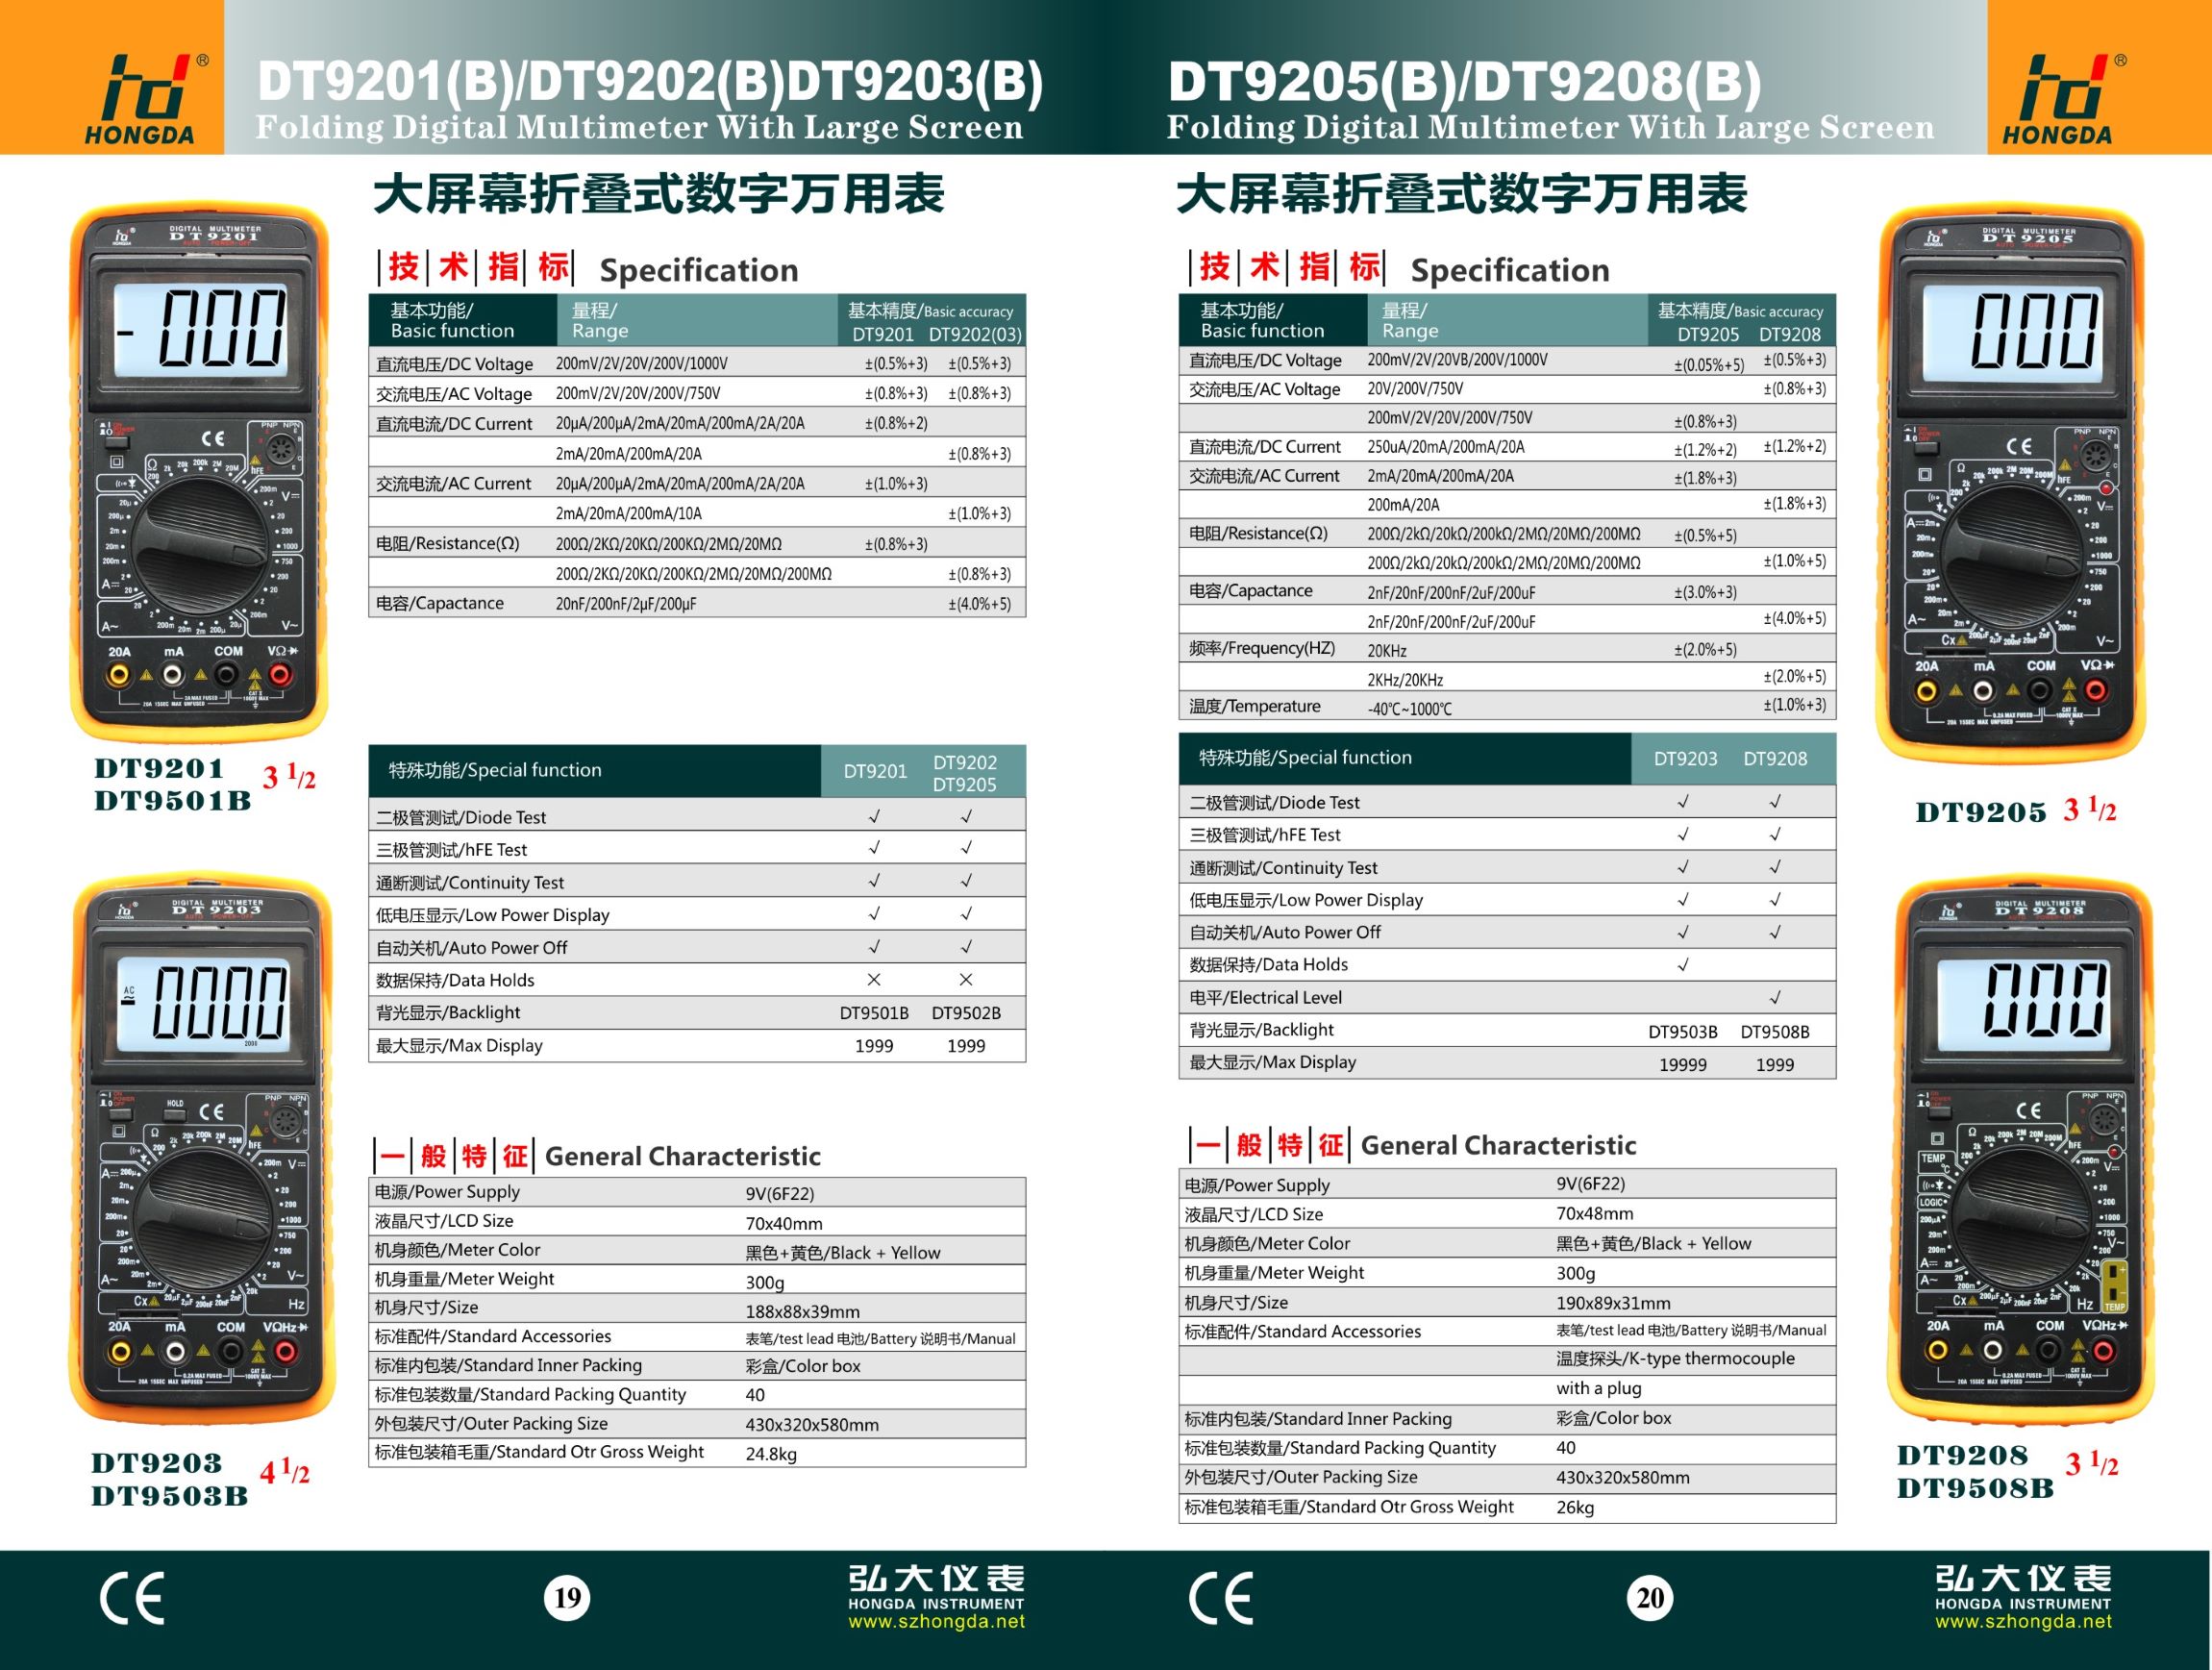 hd®
HONGDA
DT9201(B)/DT9202(B)DT9203(B)
Folding Digital Multimeter With Large Screen
大屏幕折叠式数字万用表
技术指标 Specification
基本功能/Basic function 量程/Range 基本精度/Basic accuracy
DT9201 DT9202(03)
直流电压/DC Voltage 200mV/2V/20V/200V/1000V ±(0.5%+3) ±(0.5%+3)
交流电压/AC Voltage 200mV/2V/20V/200V/750V ±(0.8%+3) ±(0.8%+3)
直流电流/DC Current 20μA/200μA/2mA/20mA/200mA/2A/20A ±(0.8%+2)
2mA/20mA/200mA/20A ±(0.8%+3)
交流电流/AC Current 20μA/200μA/2mA/20mA/200mA/2A/20A ±(1.0%+3)
2mA/20mA/200mA/10A ±(1.0%+3)
电阻/Resistance(Ω) 200Ω/2KΩ/20KΩ/200KΩ/2MΩ/20MΩ ±(0.8%+3)
200Ω/2KΩ/20KΩ/200KΩ/2MΩ/20MΩ/200MΩ ±(0.8%+3)
电容/Capactance 20nF/200nF/2μF/200μF ±(4.0%+5)
特殊功能/Special function DT9201 DT9202 DT9205
二极管测试/Diode Test √ √
三极管测试/hFE Test √ √
通断测试/Continuity Test √ √
低电压显示/Low Power Display √ √
自动关机/Auto Power Off √ √
数据保持/Data Holds × ×
背光显示/Backlight DT9501B DT9502B
最大显示/Max Display 1999 1999
一般特征 General Characteristic
电源/Power Supply 9V(6F22)
液晶尺寸/LCD Size 70x40mm
机身颜色/Meter Color 黑色+黄色/Black + Yellow
机身重量/Meter Weight 300g
机身尺寸/Size 188x88x39mm
标准配件/Standard Accessories 表笔/test lead 电池/Battery 说明书/Manual
标准内包装/Standard Inner Packing 彩盒/Color box
标准包装数量/Standard Packing Quantity 40
外包装尺寸/Outer Packing Size 430x320x580mm
标准包装箱毛重/Standard Otr Gross Weight 24.8kg
DIGITAL MULTIMETER
DT9201
-000
20A mA COM VΩ
DT9201
DT9501B
3 1/2
DIGITAL MULTIMETER
DT9203
AC
0000
HOLD
20A mA COM VΩHz
DT9203
DT9503B
4 1/2
CE
19
弘大仪表
HONGDA INSTRUMENT
www.szhongda.net
DT9205(B)/DT9208(B)
Folding Digital Multimeter With Large Screen
hd®
HONGDA
大屏幕折叠式数字万用表
技术指标 Specification
基本功能/Basic function 量程/Range 基本精度/Basic accuracy
DT9205 DT9208
直流电压/DC Voltage 200mV/2V/20VB/200V/1000V ±(0.05%+5) ±(0.5%+3)
交流电压/AC Voltage 20V/200V/750V ±(0.8%+3)
200mV/2V/20V/200V/750V ±(0.8%+3)
直流电流/DC Current 250uA/20mA/200mA/20A ±(1.2%+2) ±(1.2%+2)
交流电流/AC Current 2mA/20mA/200mA/20A ±(1.8%+3)
200mA/20A ±(1.8%+3)
电阻/Resistance(Ω) 200Ω/2kΩ/20kΩ/200kΩ/2MΩ/20MΩ/200MΩ ±(0.5%+5)
200Ω/2kΩ/20kΩ/200kΩ/2MΩ/20MΩ/200MΩ ±(1.0%+5)
电容/Capactance 2nF/20nF/200nF/2uF/200uF ±(3.0%+3)
2nF/20nF/200nF/2uF/200uF ±(4.0%+5)
频率/Frequency(HZ) 20KHz ±(2.0%+5)
2KHz/20KHz ±(2.0%+5)
温度/Temperature -40℃~1000℃ ±(1.0%+3)
特殊功能/Special function DT9203 DT9208
二极管测试/Diode Test √ √
三极管测试/hFE Test √ √
通断测试/Continuity Test √ √
低电压显示/Low Power Display √ √
自动关机/Auto Power Off √ √
数据保持/Data Holds √
电平/Electrical Level √
背光显示/Backlight DT9503B DT9508B
最大显示/Max Display 19999 1999
一般特征 General Characteristic
电源/Power Supply 9V(6F22)
液晶尺寸/LCD Size 70x48mm
机身颜色/Meter Color 黑色+黄色/Black + Yellow
机身重量/Meter Weight 300g
机身尺寸/Size 190x89x31mm
标准配件/Standard Accessories 表笔/test lead 电池/Battery 说明书/Manual
温度探头/K-type thermocouple
with a plug
标准内包装/Standard Inner Packing 彩盒/Color box
标准包装数量/Standard Packing Quantity 40
外包装尺寸/Outer Packing Size 430x320x580mm
标准包装箱毛重/Standard Otr Gross Weight 26kg
DIGITAL MULTIMETER
DT9205
000
20A mA COM VΩ
DT9205 3 1/2
DIGITAL MULTIMETER
DT9208
000
TEMP
LOGIC
20A mA COM VΩHz
DT9208
DT9508B
3 1/2
CE
20
弘大仪表
HONGDA INSTRUMENT
www.szhongda.net